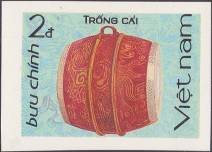 TRỐNG CÁI
2đ
bưu chính
Việt nam